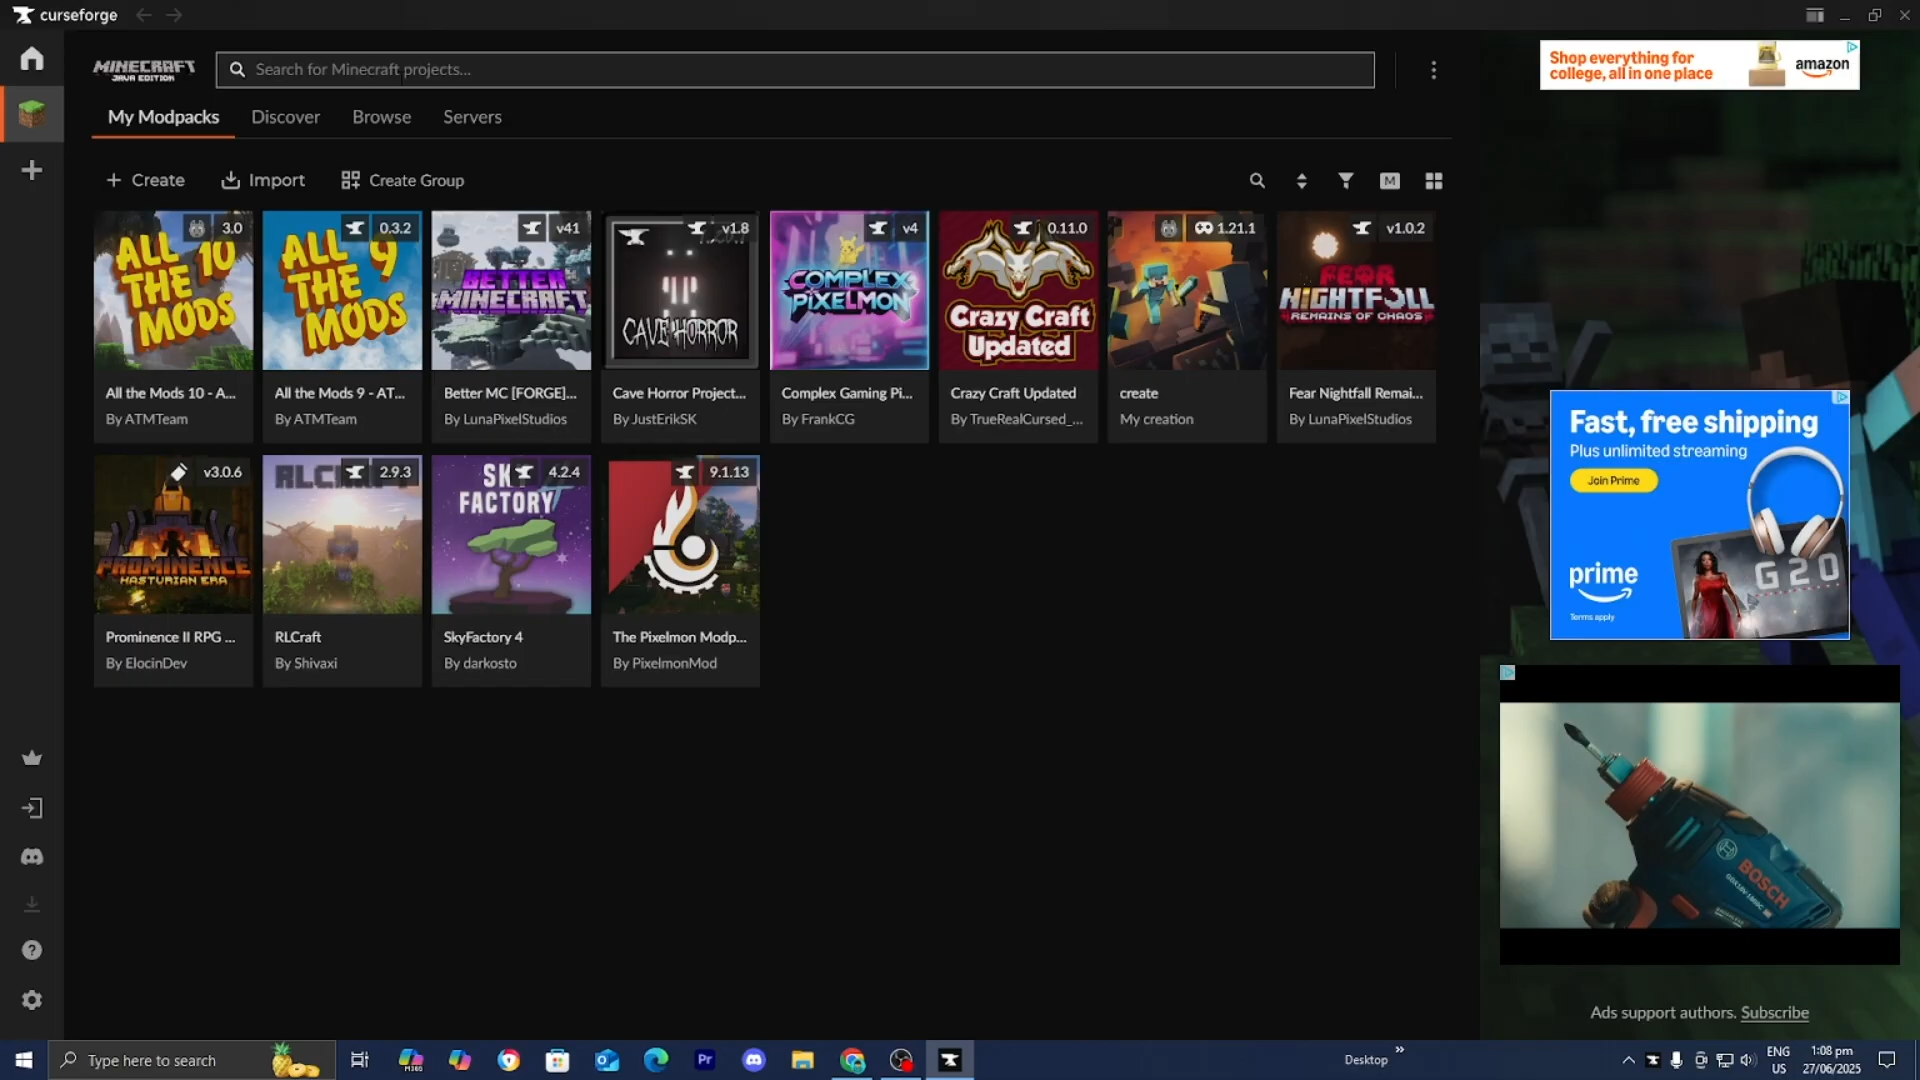 curseforge
MINECRAFT
JAVA EDITION
Search for Minecraft projects...
My Modpacks
Discover
Browse
Servers
Create
Import
Create Group
M
3.0
ALL THE 10 MODS
All the Mods 10 - A...
By ATMTeam
0.3.2
ALL THE 9 MODS
All the Mods 9 - AT...
By ATMTeam
v41
BETTER MINECRAFT
Better MC [FORGE]...
By LunaPixelStudios
v1.8
CAVE HORROR
Cave Horror Project...
By JustErikSK
v4
COMPLEX PIXELMON
Complex Gaming Pi...
By FrankCG
0.11.0
Crazy Craft Updated
Crazy Craft Updated
By TrueRealCursed_...
1.21.1
create
My creation
v1.0.2
FEAR NIGHTFALL
REMAINS OF CHAOS
Fear Nightfall Remai...
By LunaPixelStudios
v3.0.6
PROMINENCE
HASTURIAN ERA
Prominence II RPG ...
By ElocinDev
2.9.3
RLCraft
By Shivaxi
4.2.4
SKY FACTORY
SkyFactory 4
By darkosto
9.1.13
The Pixelmon Modp...
By PixelmonMod
Shop everything for
college, all in one place
amazon
Fast, free shipping
Plus unlimited streaming
Join Prime
prime
Terms apply
G20
BOSCH
Ads support authors. Subscribe
Type here to search
M365
Pr
Desktop
ENG
US
1:08 pm
27/06/2025